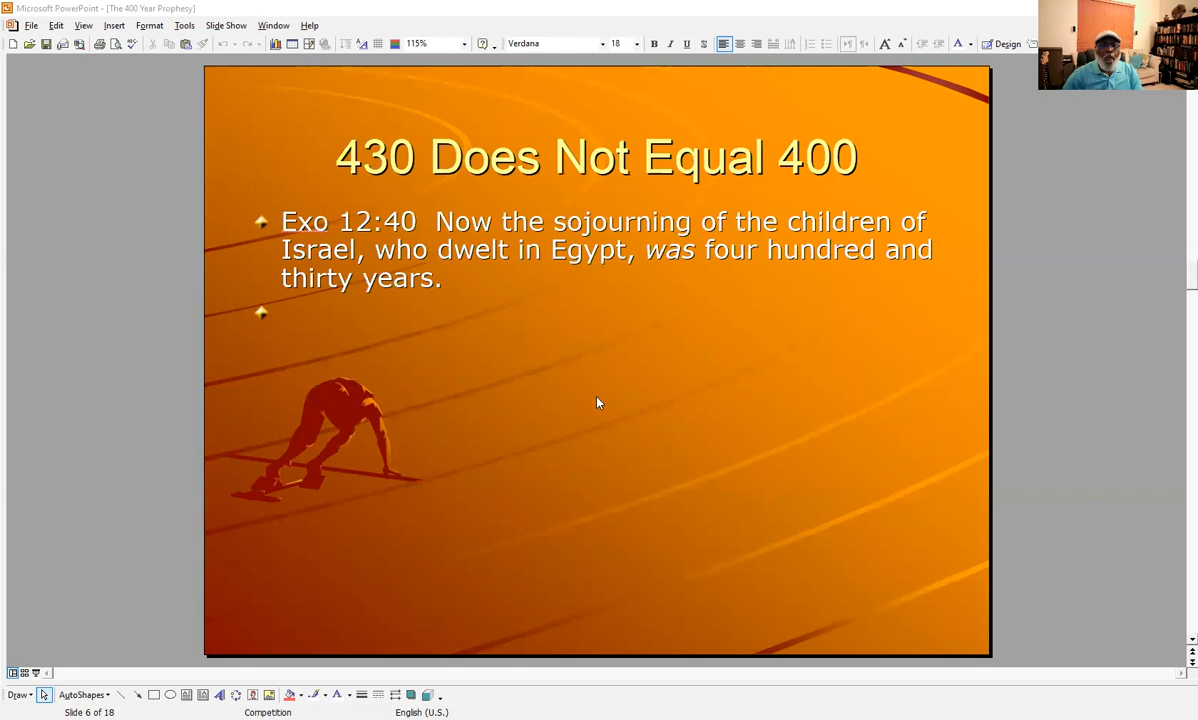 Microsoft PowerPoint - [The 400 Year Prophesy]
File Edit View Insert Format Tools Slide Show Window Help
115% Verdana 18 B I U S Design
430 Does Not Equal 400
Exo 12:40 Now the sojourning of the children of
Israel, who dwelt in Egypt, was four hundred and
thirty years.
Draw AutoShapes
Slide 6 of 18 Competition English (U.S.)